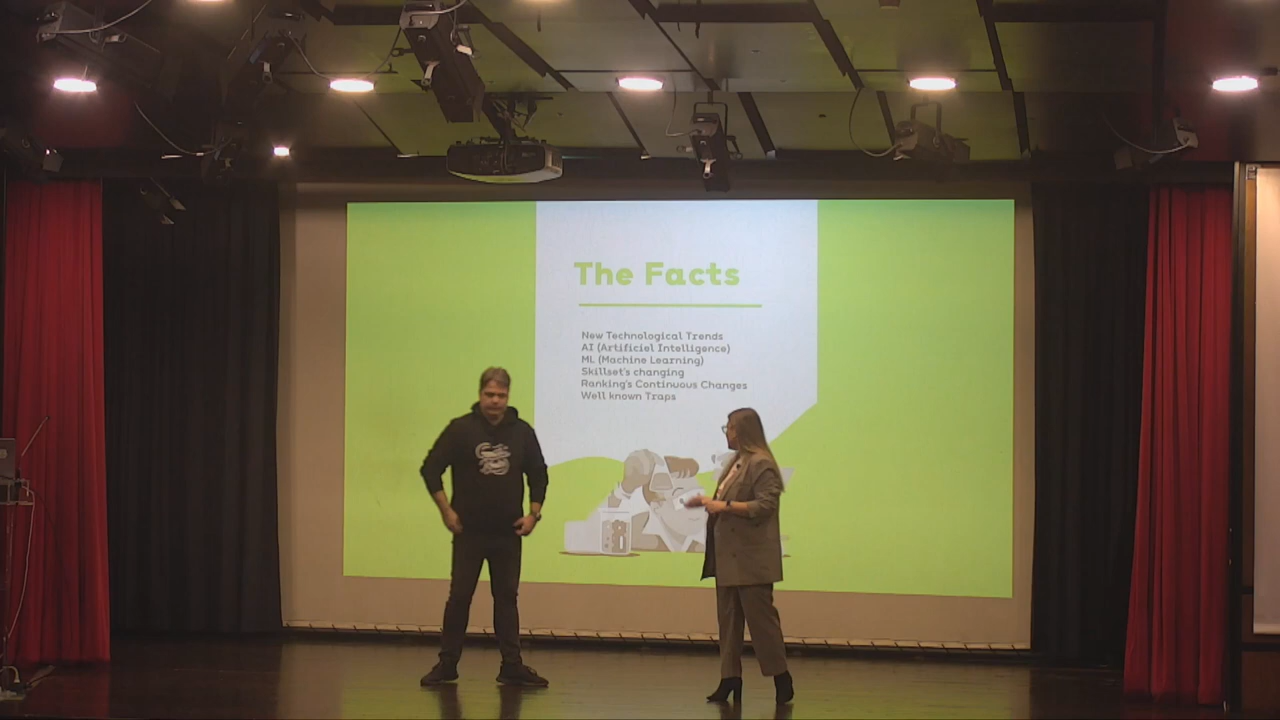 The Facts
New Technological Trends
AI (Artificiel Intelligence)
ML (Machine Learning)
Skillset's changing
Ranking's Continuous Changes
Well known Traps